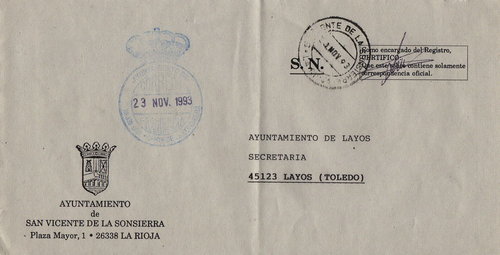 23 NOV. 1993
S. N.
Como encargado del Registro,
CERTIFICO:
Que este sobre contiene solamente
correspondencia oficial.
AYUNTAMIENTO DE LAYOS
SECRETARIA
45123 LAYOS (TOLEDO)
AYUNTAMIENTO
de
SAN VICENTE DE LA SONSIERRA
Plaza Mayor, 1 • 26338 LA RIOJA